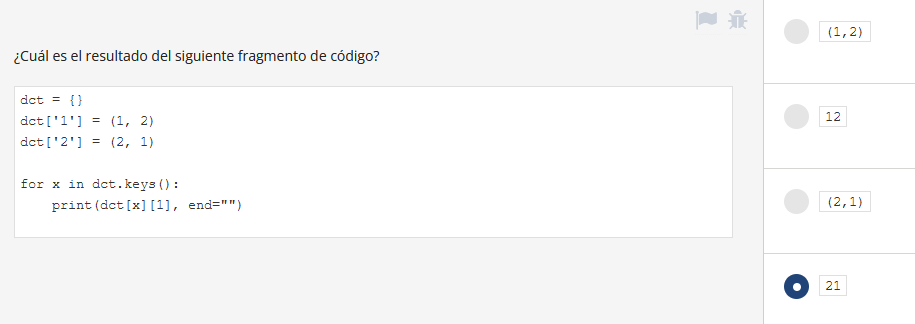 ¿Cuál es el resultado del siguiente fragmento de código?
dct = {}
dct['1'] = (1, 2)
dct['2'] = (2, 1)
for x in dct.keys():
    print(dct[x][1], end="")
(1,2)
12
(2,1)
21